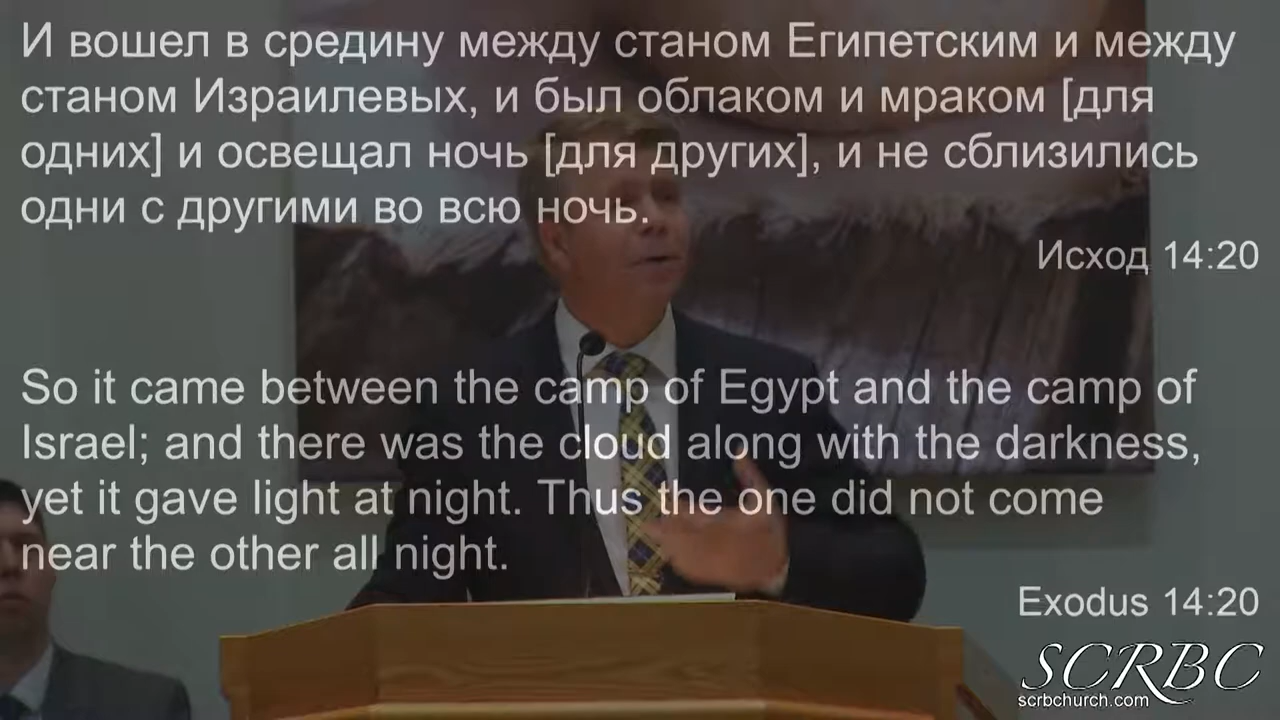 И вошел в средину между станом Египетским и между
станом Израилевых, и был облаком и мраком [для
одних] и освещал ночь [для других], и не сблизились
одни с другими во всю ночь.
Исход 14:20
So it came between the camp of Egypt and the camp of
Israel; and there was the cloud along with the darkness,
yet it gave light at night. Thus the one did not come
near the other all night.
Exodus 14:20
SCRBC
scrbchurch.com